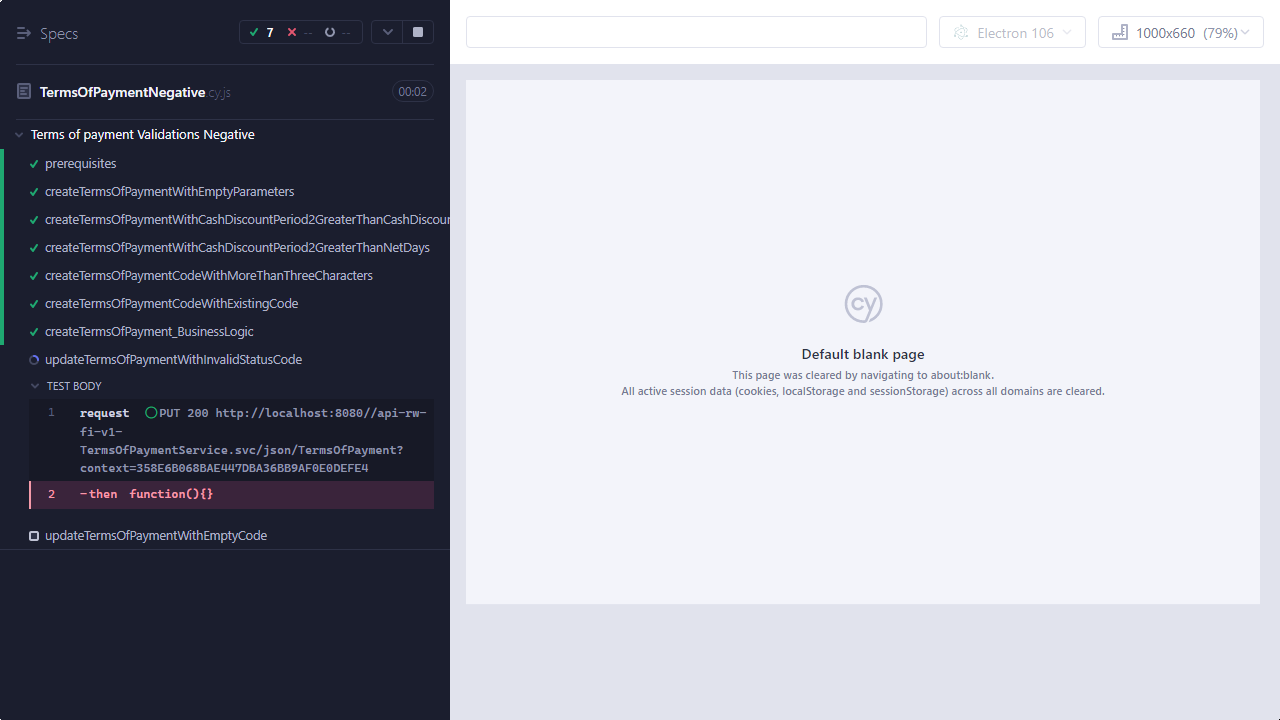 Specs
7 -- --
Electron 106
1000x660 (79%)
TermsOfPaymentNegative.cy.js
00:02
Terms of payment Validations Negative
prerequisites
createTermsOfPaymentWithEmptyParameters
createTermsOfPaymentWithCashDiscountPeriod2GreaterThanCashDiscoun
createTermsOfPaymentWithCashDiscountPeriod2GreaterThanNetDays
createTermsOfPaymentCodeWithMoreThanThreeCharacters
createTermsOfPaymentCodeWithExistingCode
createTermsOfPayment_BusinessLogic
updateTermsOfPaymentWithInvalidStatusCode
TEST BODY
1 request PUT 200 http://localhost:8080//api-rw-
fi-v1-
TermsOfPaymentService.svc/json/TermsOfPayment?
context=358E6B068BAE447DBA36BB9AF0E0DEFE4
2 -then function(){}
updateTermsOfPaymentWithEmptyCode
cy
Default blank page
This page was cleared by navigating to about:blank.
All active session data (cookies, localStorage and sessionStorage) across all domains are cleared.